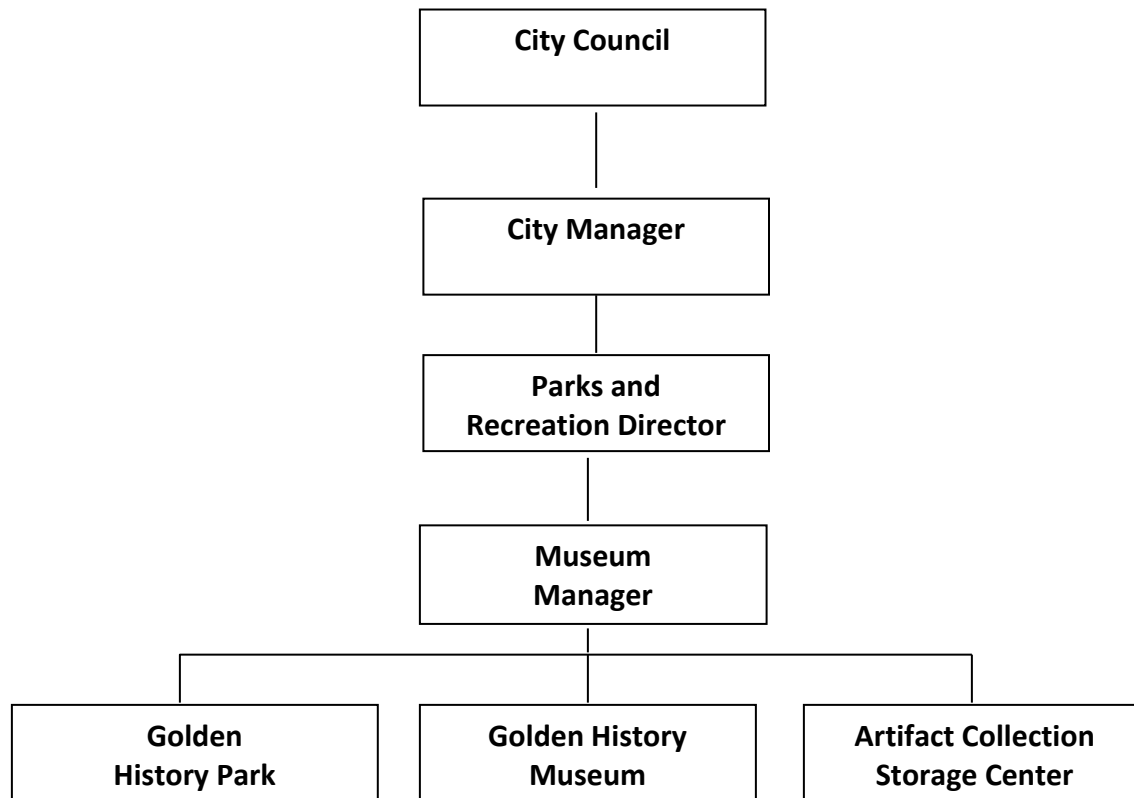 City Council
City Manager
Parks and
Recreation Director
Museum
Manager
Golden
History Park
Golden History
Museum
Artifact Collection
Storage Center